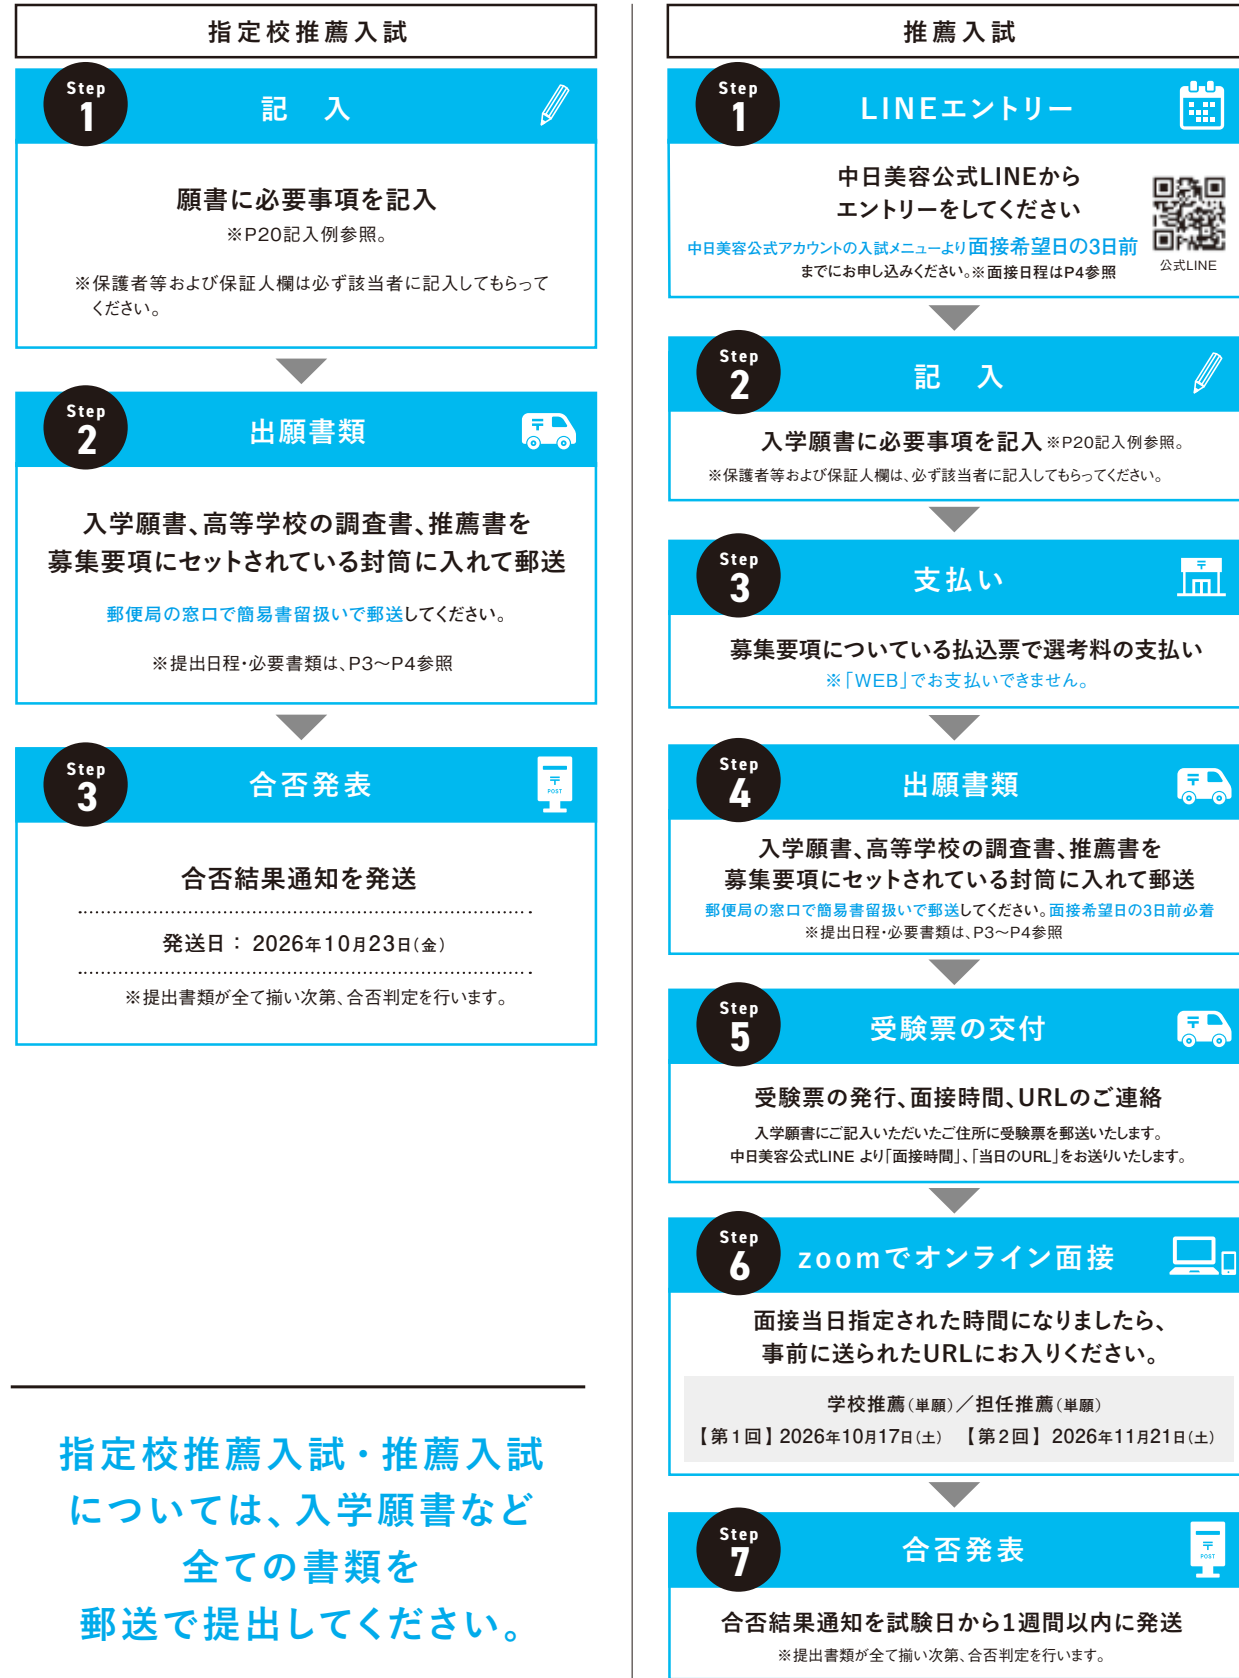 指定校推薦入試
Step
1
記 入
願書に必要事項を記入
※P20記入例参照。
※保護者等および保証人欄は必ず該当者に記入してもらって
ください。
Step
2
出願書類
入学願書、高等学校の調査書、推薦書を
募集要項にセットされている封筒に入れて郵送
郵便局の窓口で簡易書留扱いで郵送してください。
※提出日程・必要書類は、P3〜P4参照
Step
3
合否発表
POST
合否結果通知を発送
発送日：2026年10月23日(金)
※提出書類が全て揃い次第、合否判定を行います。
指定校推薦入試・推薦入試
については、入学願書など
全ての書類を
郵送で提出してください。
推薦入試
Step
1
LINEエントリー
中日美容公式LINEから
エントリーをしてください
中日美容公式アカウントの入試メニューより面接希望日の3日前
までにお申し込みください。※面接日程はP4参照
公式LINE
Step
2
記 入
入学願書に必要事項を記入※P20記入例参照。
※保護者等および保証人欄は、必ず該当者に記入してもらってください。
Step
3
支払い
募集要項についている払込票で選考料の支払い
※「WEB」でお支払いできません。
Step
4
出願書類
入学願書、高等学校の調査書、推薦書を
募集要項にセットされている封筒に入れて郵送
郵便局の窓口で簡易書留扱いで郵送してください。面接希望日の3日前必着
※提出日程・必要書類は、P3〜P4参照
Step
5
受験票の交付
受験票の発行、面接時間、URLのご連絡
入学願書にご記入いただいたご住所に受験票を郵送いたします。
中日美容公式LINE より「面接時間」、「当日のURL」をお送りいたします。
Step
6
zoomでオンライン面接
面接当日指定された時間になりましたら、
事前に送られたURLにお入りください。
学校推薦(単願)／担任推薦(単願)
【第1回】2026年10月17日(土) 【第2回】2026年11月21日(土)
Step
7
合否発表
POST
合否結果通知を試験日から1週間以内に発送
※提出書類が全て揃い次第、合否判定を行います。